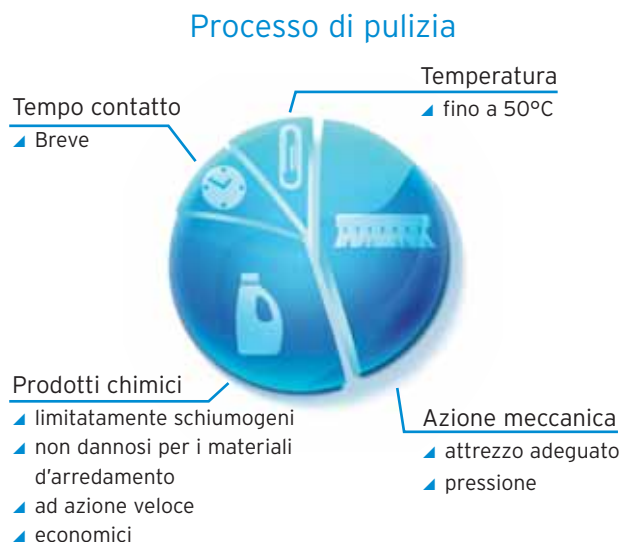 Processo di pulizia
Temperatura
fino a 50°C
Tempo contatto
Breve
Prodotti chimici
limitatamente schiumogeni
non dannosi per i materiali
d'arredamento
ad azione veloce
economici
Azione meccanica
attrezzo adeguato
pressione